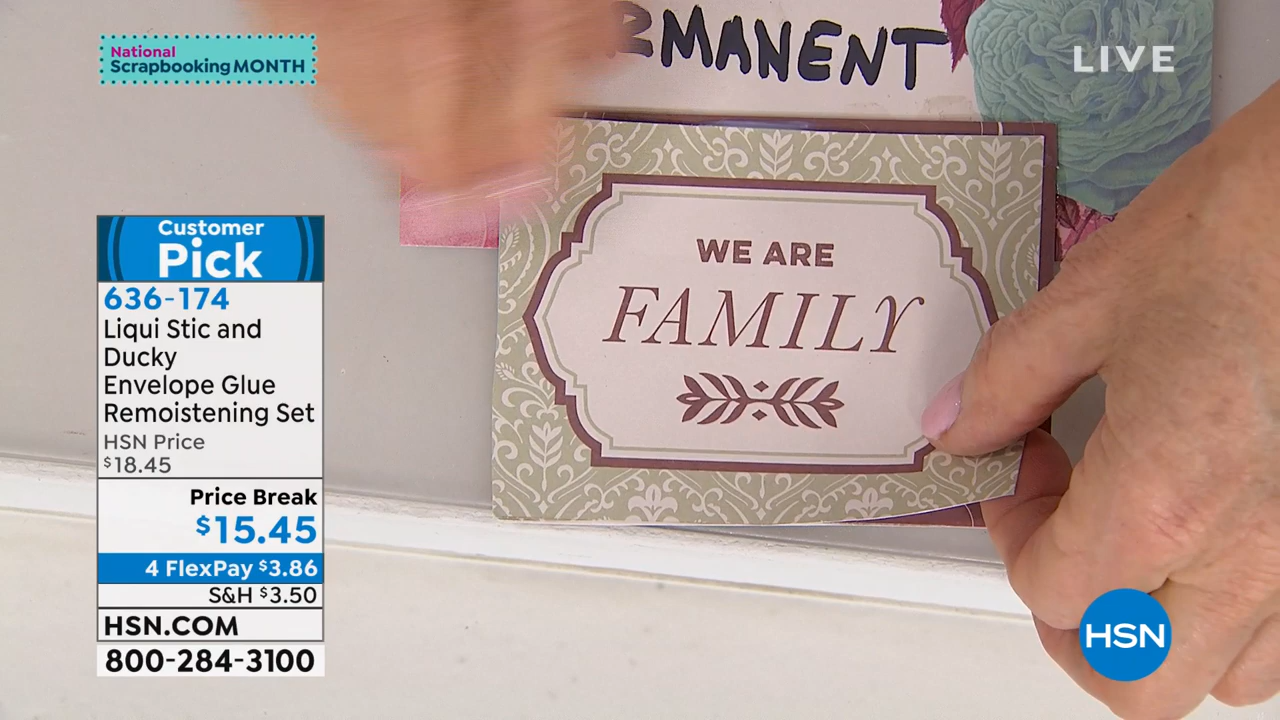 National
Scrapbooking MONTH
LIVE
RMANENT
WE ARE
FAMILY
Customer
Pick
636-174
Liqui Stic and
Ducky
Envelope Glue
Remoistening Set
HSN Price
$18.45
Price Break
$15.45
4 FlexPay $3.86
S&H $3.50
HSN.COM
800-284-3100
HSN